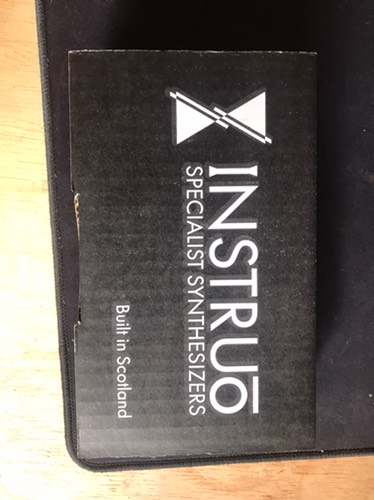 INSTRUŌ
SPECIALIST SYNTHESIZERS
Built in Scotland